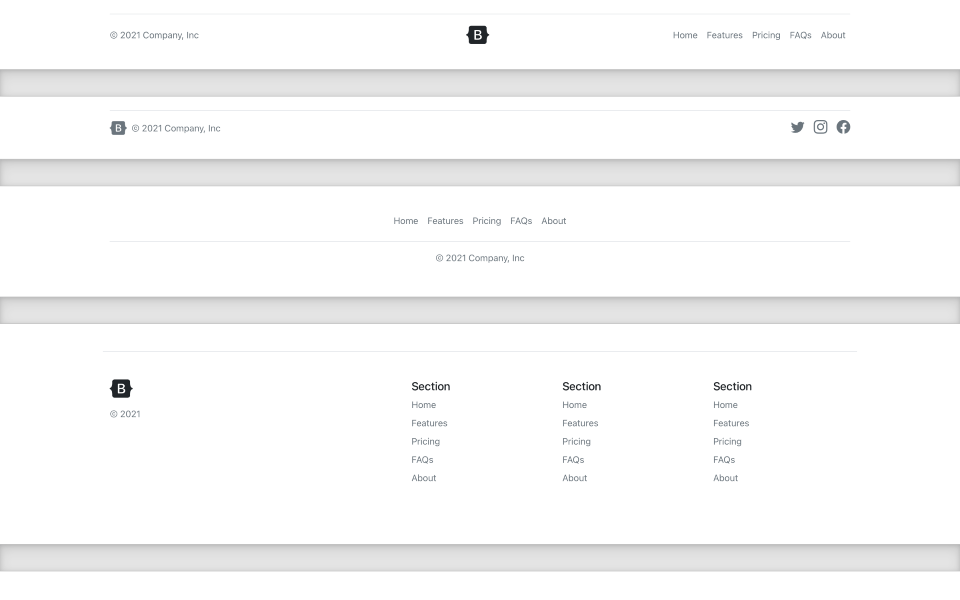 © 2021 Company, Inc B Home Features Pricing FAQs About
B © 2021 Company, Inc
Home Features Pricing FAQs About
© 2021 Company, Inc
B
© 2021
Section
Home
Features
Pricing
FAQs
About
Section
Home
Features
Pricing
FAQs
About
Section
Home
Features
Pricing
FAQs
About